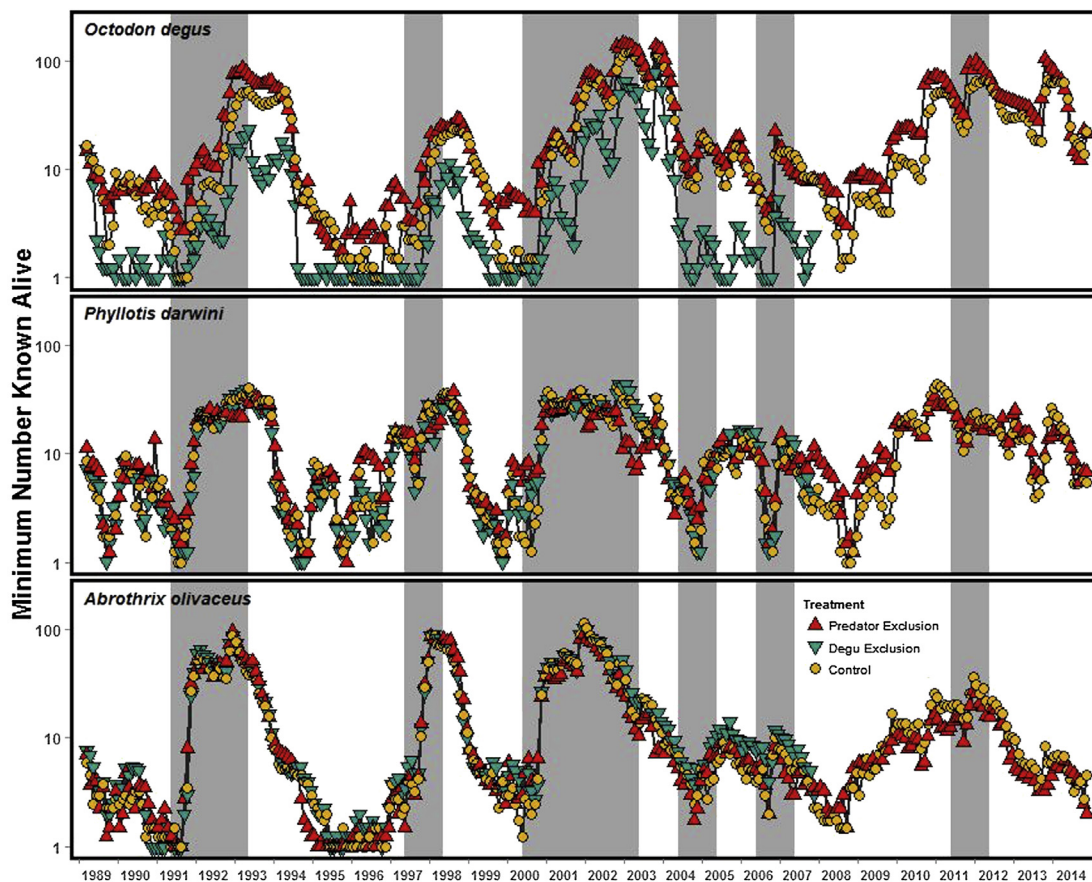 Octodon degus
100
10
1
Phyllotis darwini
100
10
1
Abrothrix olivaceus
100
10
1
Minimum Number Known Alive
Treatment
Predator Exclusion
Degu Exclusion
Control
1989 1990 1991 1992 1993 1994 1995 1996 1997 1998 1999 2000 2001 2002 2003 2004 2005 2006 2007 2008 2009 2010 2011 2012 2013 2014